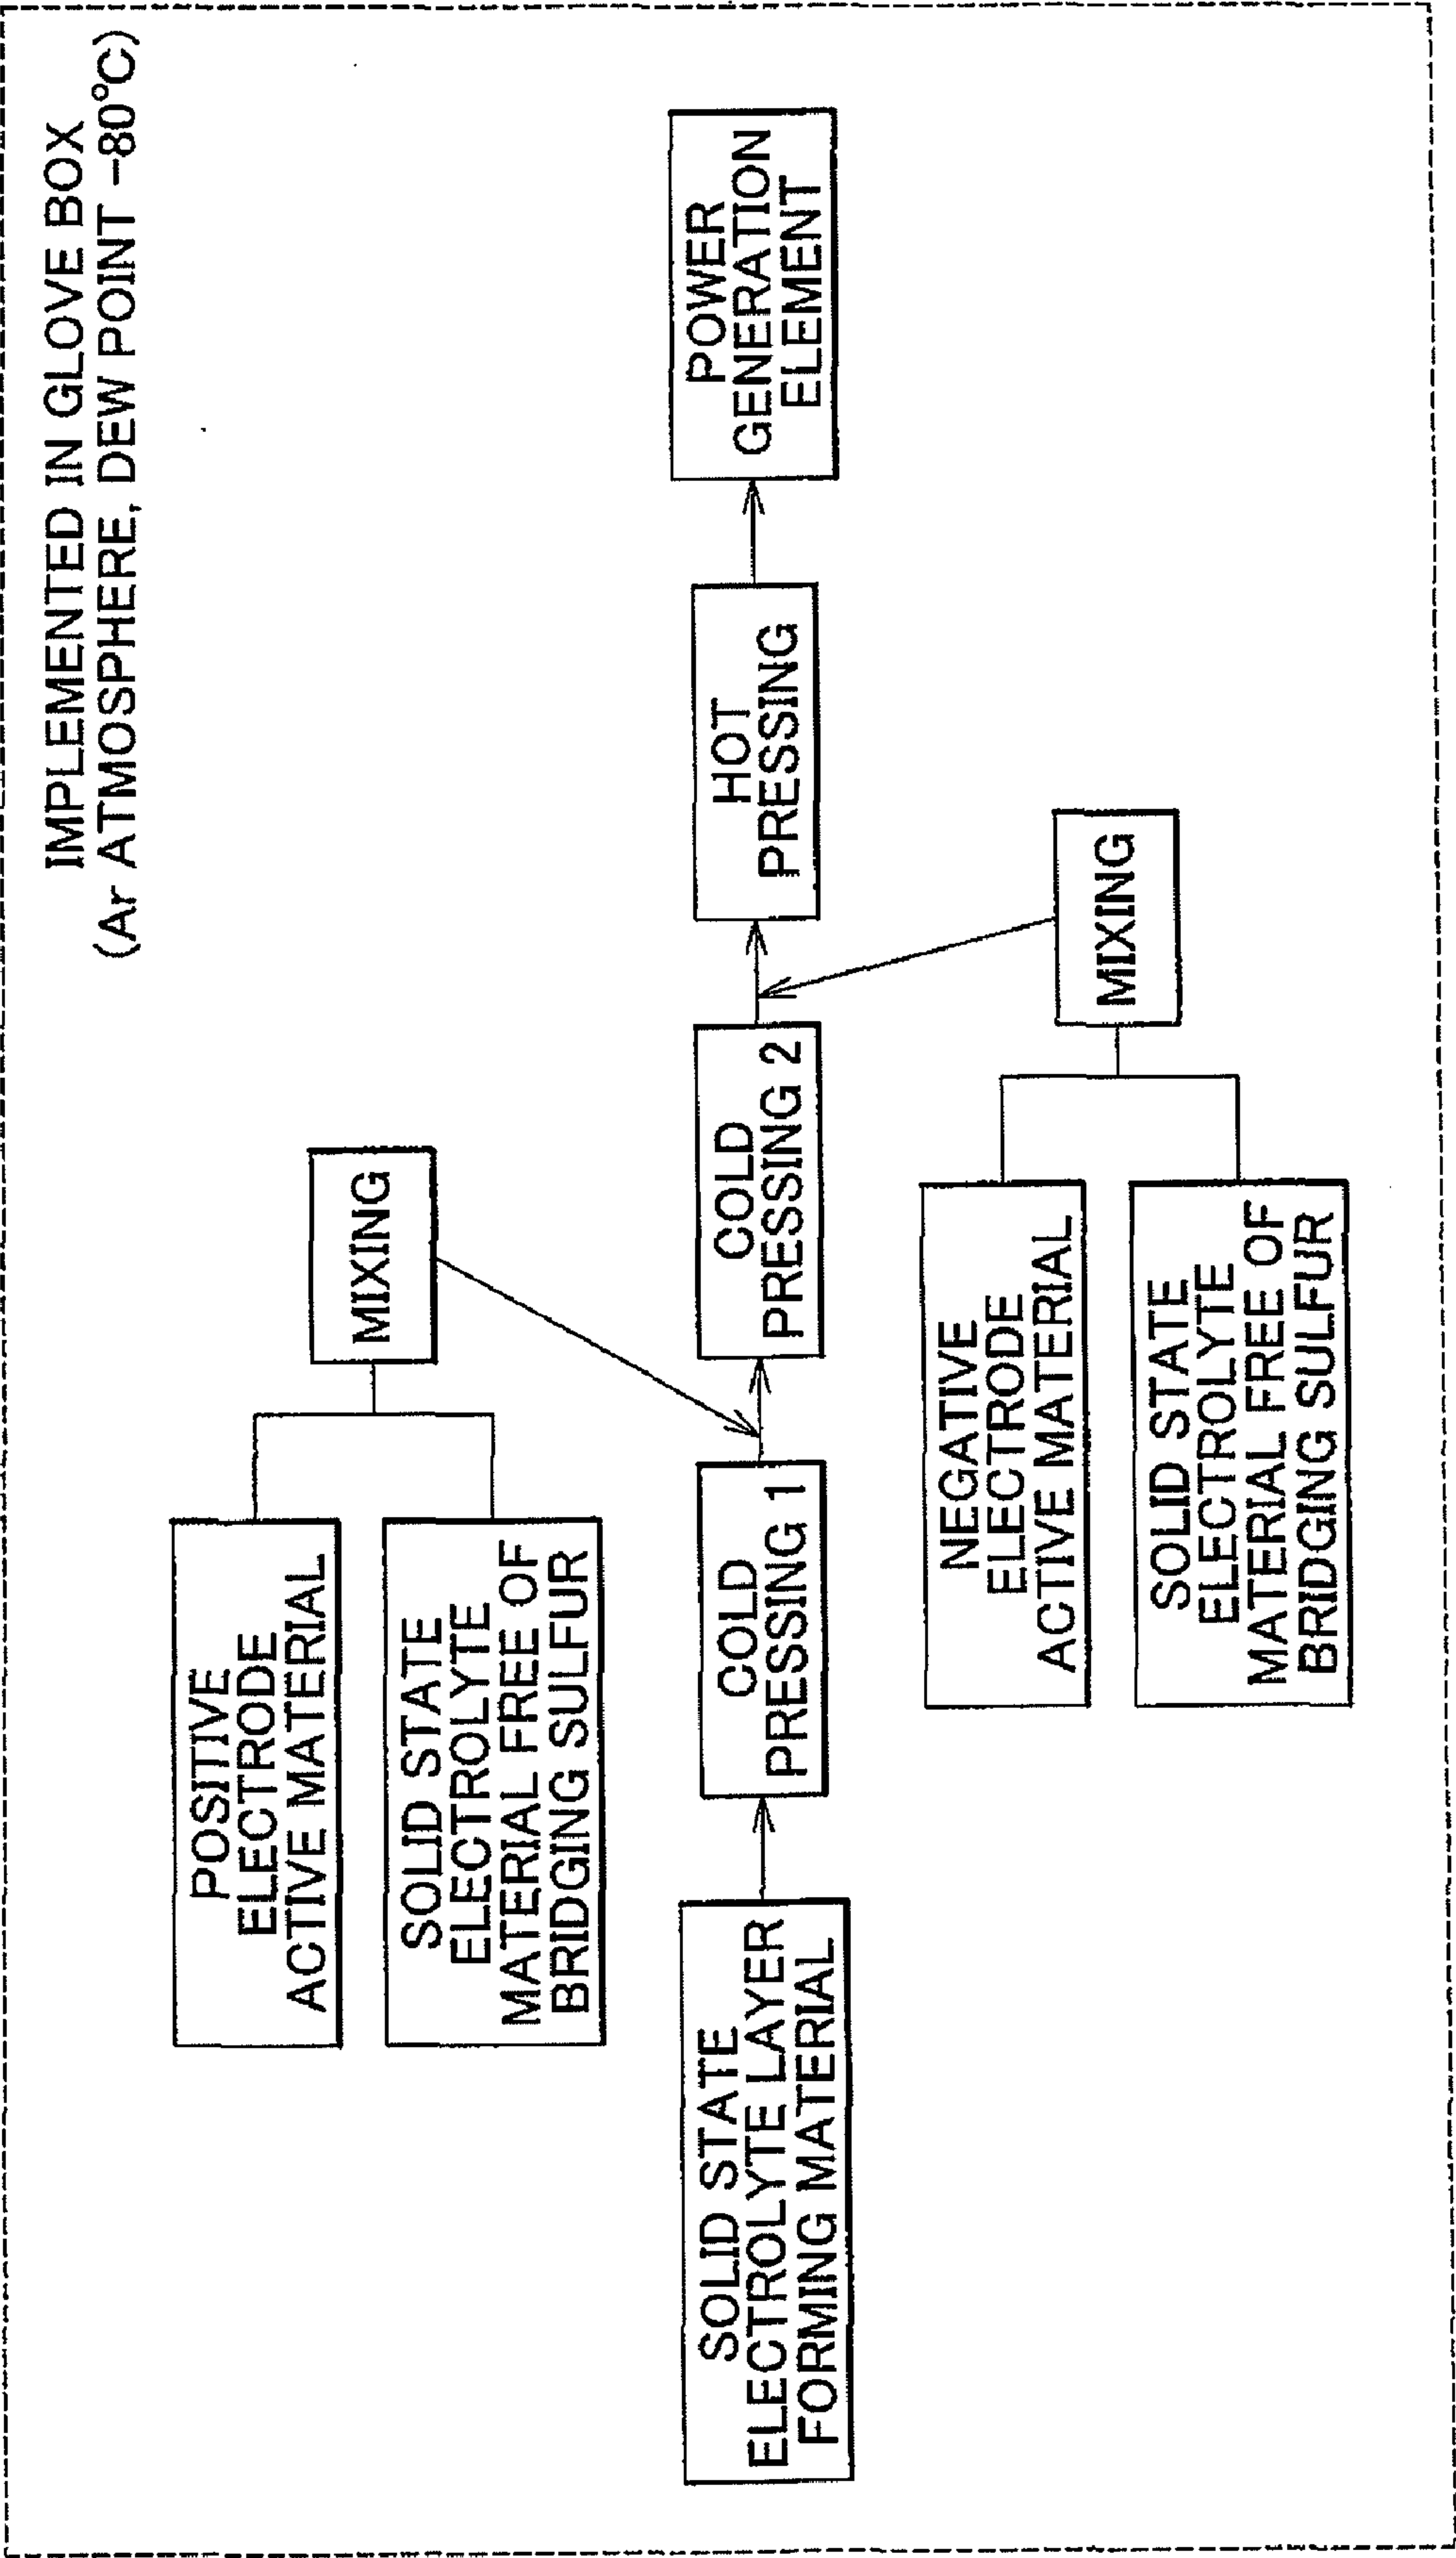 IMPLEMENTED IN GLOVE BOX
(Ar ATMOSPHERE, DEW POINT −80°C)
POSITIVE
ELECTRODE
ACTIVE MATERIAL
SOLID STATE
ELECTROLYTE
MATERIAL FREE OF
BRIDGING SULFUR
MIXING
SOLID STATE
ELECTROLYTE LAYER
FORMING MATERIAL
COLD
PRESSING 1
COLD
PRESSING 2
HOT
PRESSING
POWER
GENERATION
ELEMENT
NEGATIVE
ELECTRODE
ACTIVE MATERIAL
SOLID STATE
ELECTROLYTE
MATERIAL FREE OF
BRIDGING SULFUR
MIXING